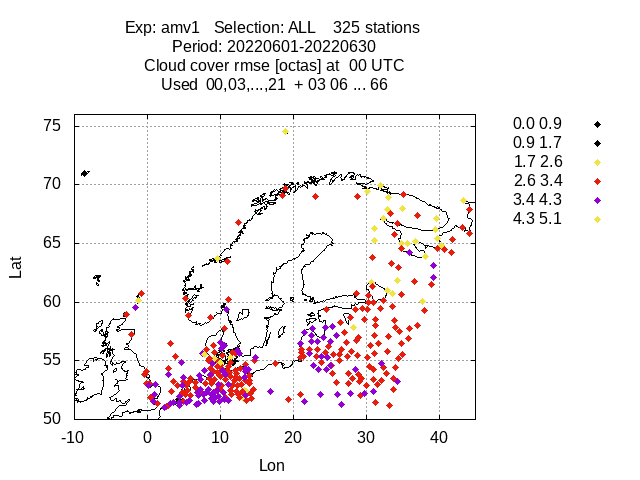 Exp: amv1 Selection: ALL 325 stations
Period: 20220601-20220630
Cloud cover rmse [octas] at 00 UTC
Used 00,03,...,21 + 03 06 ... 66
75
70
65
60
55
50
-10 0 10 20 30 40
Lat
Lon
0.0 0.9
0.9 1.7
1.7 2.6
2.6 3.4
3.4 4.3
4.3 5.1